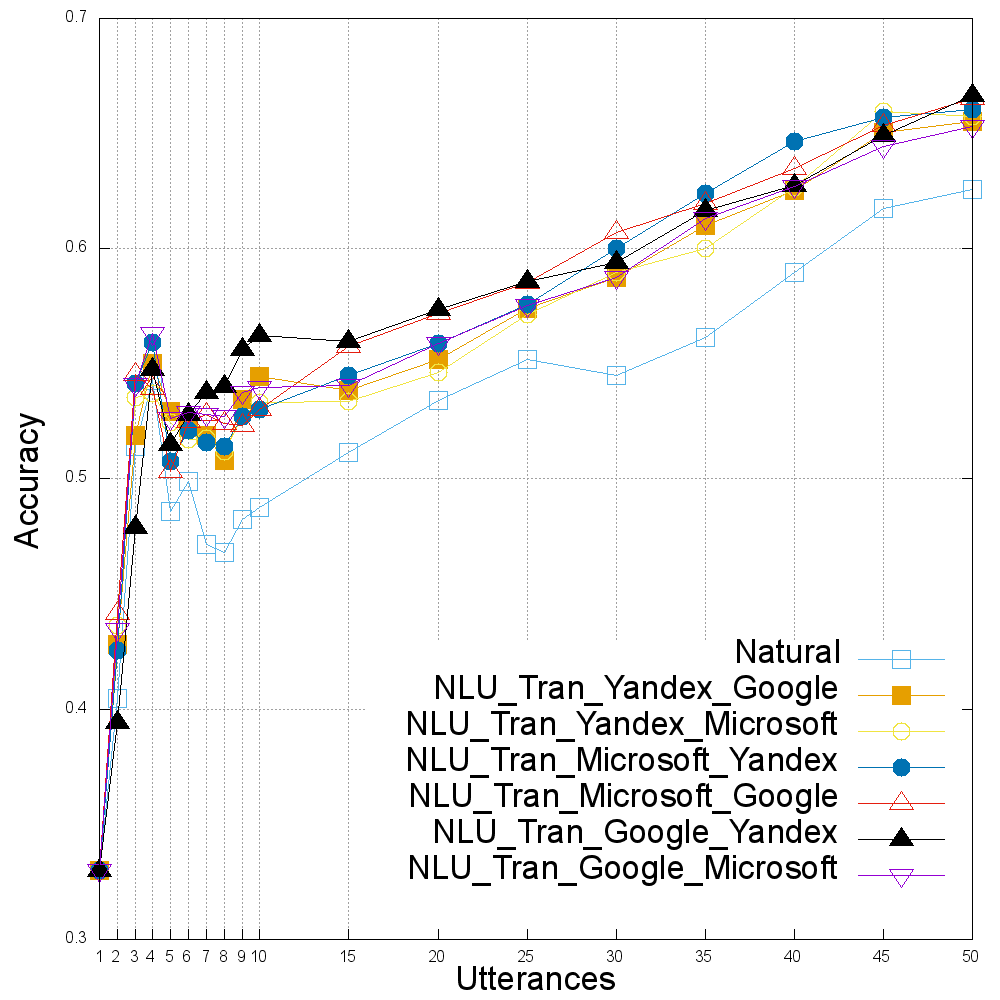 0.7
0.6
0.5
0.4
0.3
Accuracy
Natural
NLU_Tran_Yandex_Google
NLU_Tran_Yandex_Microsoft
NLU_Tran_Microsoft_Yandex
NLU_Tran_Microsoft_Google
NLU_Tran_Google_Yandex
NLU_Tran_Google_Microsoft
1 2 3 4 5 6 7 8 9 10 15 20 25 30 35 40 45 50
Utterances